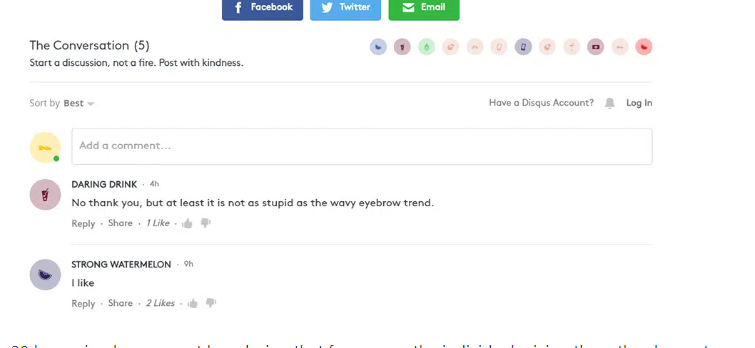 Facebook Twitter Email
The Conversation (5)
Start a discussion, not a fire. Post with kindness.
Sort by Best
Have a Disqus Account? Log In
Add a comment...
DARING DRINK · 4h
No thank you, but at least it is not as stupid as the wavy eyebrow trend.
Reply · Share · 1 Like ·
STRONG WATERMELON · 9h
I like
Reply · Share · 2 Likes ·